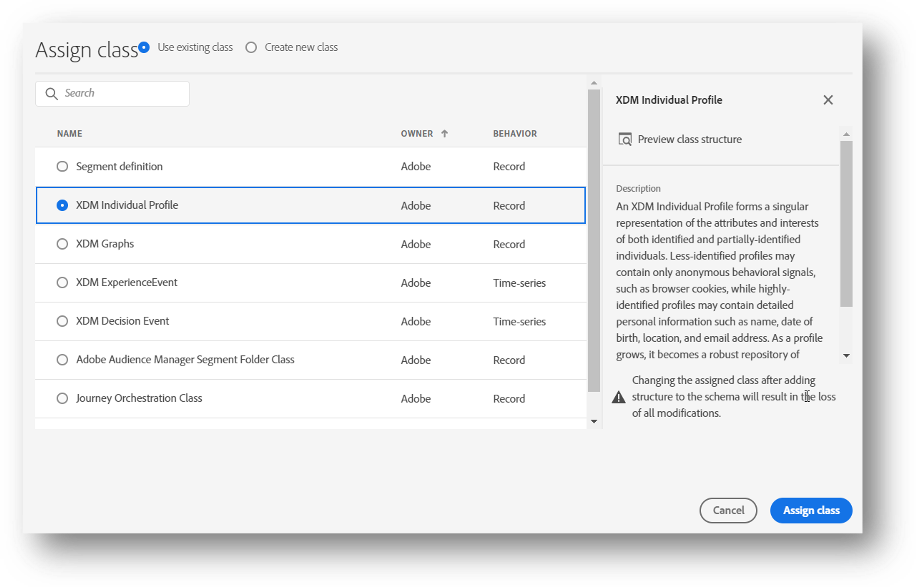 Assign class
Use existing class
Create new class
Search
NAME OWNER BEHAVIOR
Segment definition Adobe Record
XDM Individual Profile Adobe Record
XDM Graphs Adobe Record
XDM ExperienceEvent Adobe Time-series
XDM Decision Event Adobe Time-series
Adobe Audience Manager Segment Folder Class Adobe Record
Journey Orchestration Class Adobe Record
XDM Individual Profile
Preview class structure
Description
An XDM Individual Profile forms a singular
representation of the attributes and interests
of both identified and partially-identified
individuals. Less-identified profiles may
contain only anonymous behavioral signals,
such as browser cookies, while highly-
identified profiles may contain detailed
personal information such as name, date of
birth, location, and email address. As a profile
grows, it becomes a robust repository of
Changing the assigned class after adding
structure to the schema will result in the loss
of all modifications.
Cancel
Assign class